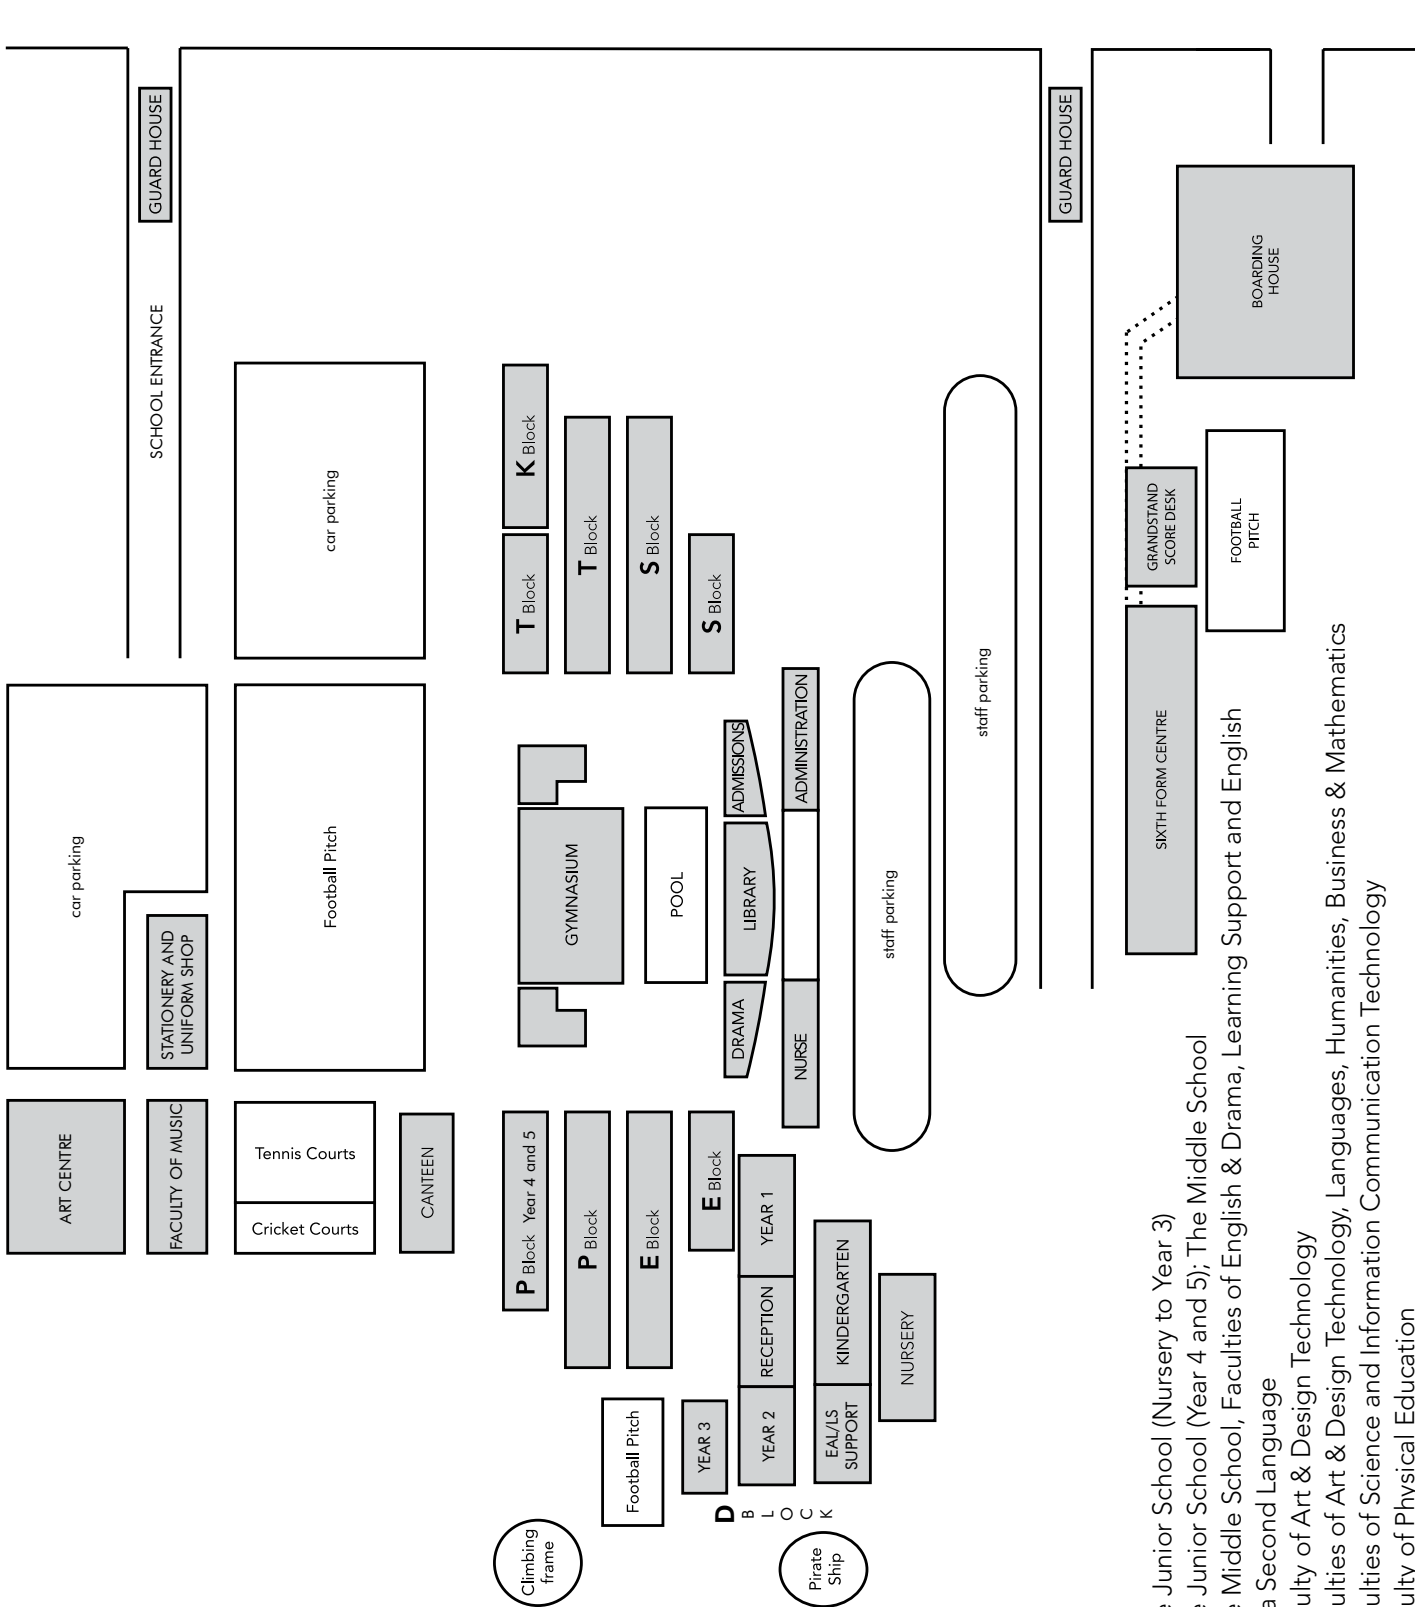 GUARD HOUSE
SCHOOL ENTRANCE
GUARD HOUSE
BOARDING
HOUSE
car parking
K Block
T Block
T Block
S Block
S Block
GRANDSTAND
SCORE DESK
FOOTBALL
PITCH
car parking
Football Pitch
STATIONERY AND
UNIFORM SHOP
GYMNASIUM
POOL
ADMISSIONS
LIBRARY
DRAMA
ADMINISTRATION
NURSE
staff parking
staff parking
SIXTH FORM CENTRE
ART CENTRE
FACULTY OF MUSIC
Tennis Courts
Cricket Courts
CANTEEN
P Block Year 4 and 5
P Block
E Block
E Block
YEAR 1
RECEPTION
YEAR 2
YEAR 3
KINDERGARTEN
EAL/LS
SUPPORT
NURSERY
Football Pitch
D BLOCK
Climbing
frame
Pirate
Ship
e Junior School (Nursery to Year 3)
e Junior School (Year 4 and 5); The Middle School
e Middle School, Faculties of English & Drama, Learning Support and English
a Second Language
ulty of Art & Design Technology
ulties of Art & Design Technology, Languages, Humanities, Business & Mathematics
ulties of Science and Information Communication Technology
ulty of Physical Education